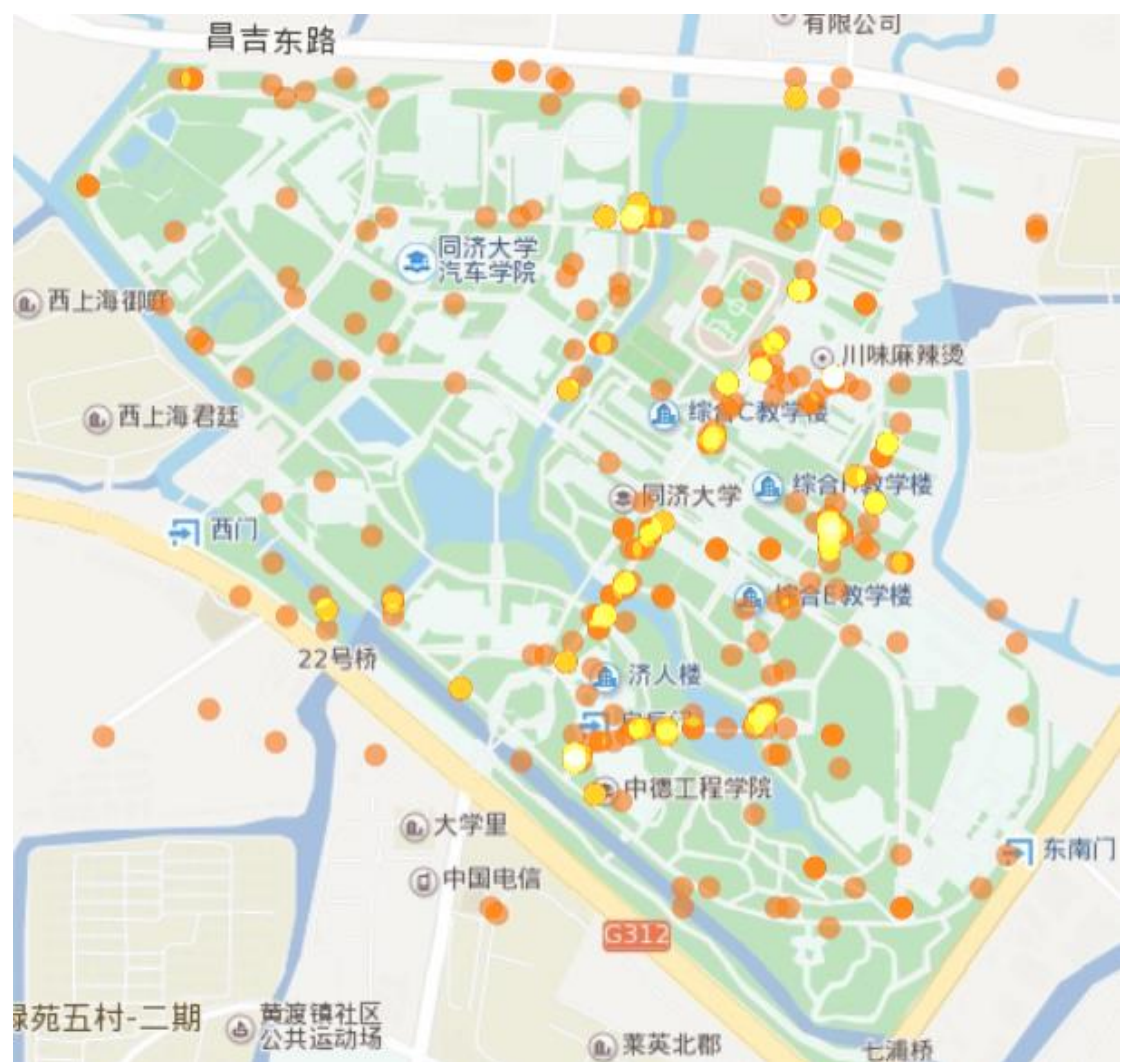 有限公司
昌吉东路
同济大学
汽车学院
西上海御庭
川味麻辣烫
西上海君廷
综合C教学楼
综合H教学楼
同济大学
西门
综合E教学楼
22号桥
济人楼
中德工程学院
大学里
东南门
中国电信
G312
绿苑五村-二期
黄渡镇社区
公共运动场
莱英北郡
七浦桥